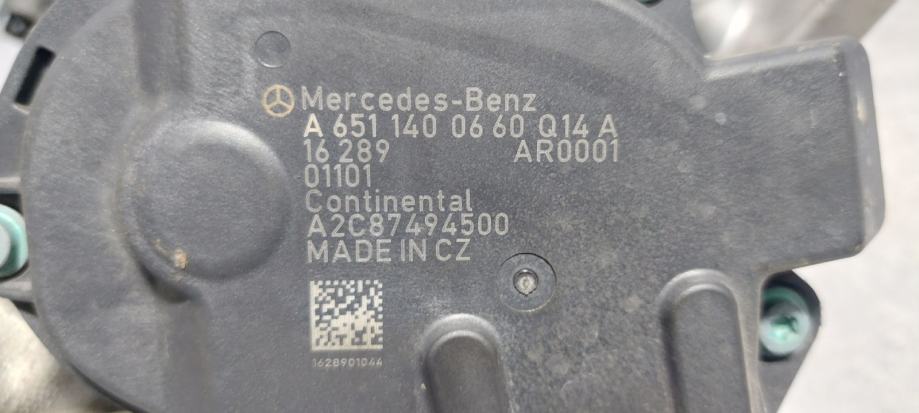 Mercedes-Benz
A 651 140 06 60 Q14 A
16 289 AR0001
01101
Continental
A2C87494500
MADE IN CZ
1628901044